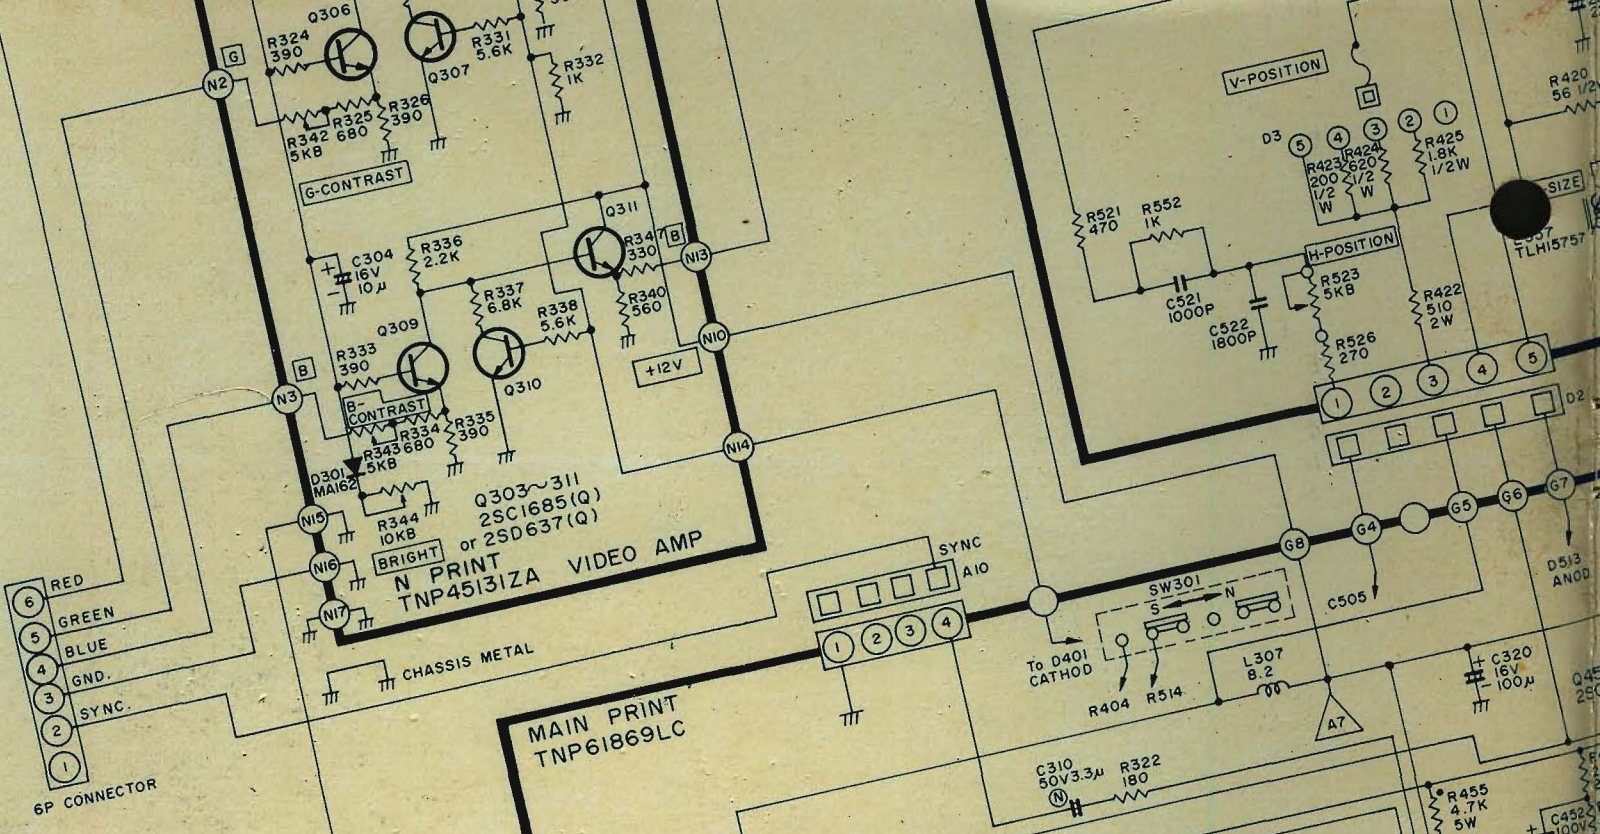 Q306
R324
390
G
N2
R342
5KB
R325
680
R326
390
G-CONTRAST
Q307
R331
5.6K
R332
1K
C304
16V
10μ
+
-
R336
2.2K
Q311
R347
330
B
N13
R337
6.8K
R338
5.6K
R340
560
N10
+12V
Q309
R333
390
B
N3
B-
CONTRAST
R334
680
R335
390
R343
5KB
Q310
D301
MA162
R344
10KB
BRIGHT
N14
N15
N16
N17
Q303~311
2SC1685(Q)
or 2SD637(Q)
N PRINT VIDEO AMP
TNP45131ZA
6 RED
5 GREEN
4 BLUE
3 GND.
2 SYNC.
1
6P CONNECTOR
CHASSIS METAL
MAIN PRINT
TNP61869LC
SYNC
A10
1 2 3 4
To D401
CATHOD
SW301
S N
R404
R514
C505
L307
8.2
A7
C310
50V3.3μ
N
R322
180
C320
16V
100μ
+
-
R455
4.7K
5W
V-POSITION
D3
5 4 3 2 1
R423
200
1/2
W
R424
620
1/2
W
R425
1.8K
1/2W
R420
56 1/2
-SIZE
TLH15757
R521
470
R552
1K
C521
1000P
C522
1800P
H-POSITION
R523
5KB
R526
270
R422
510
2W
1 2 3 4 5
D2
G8
G4
G5
G6
G7
D513
ANOD
C452
100V
+